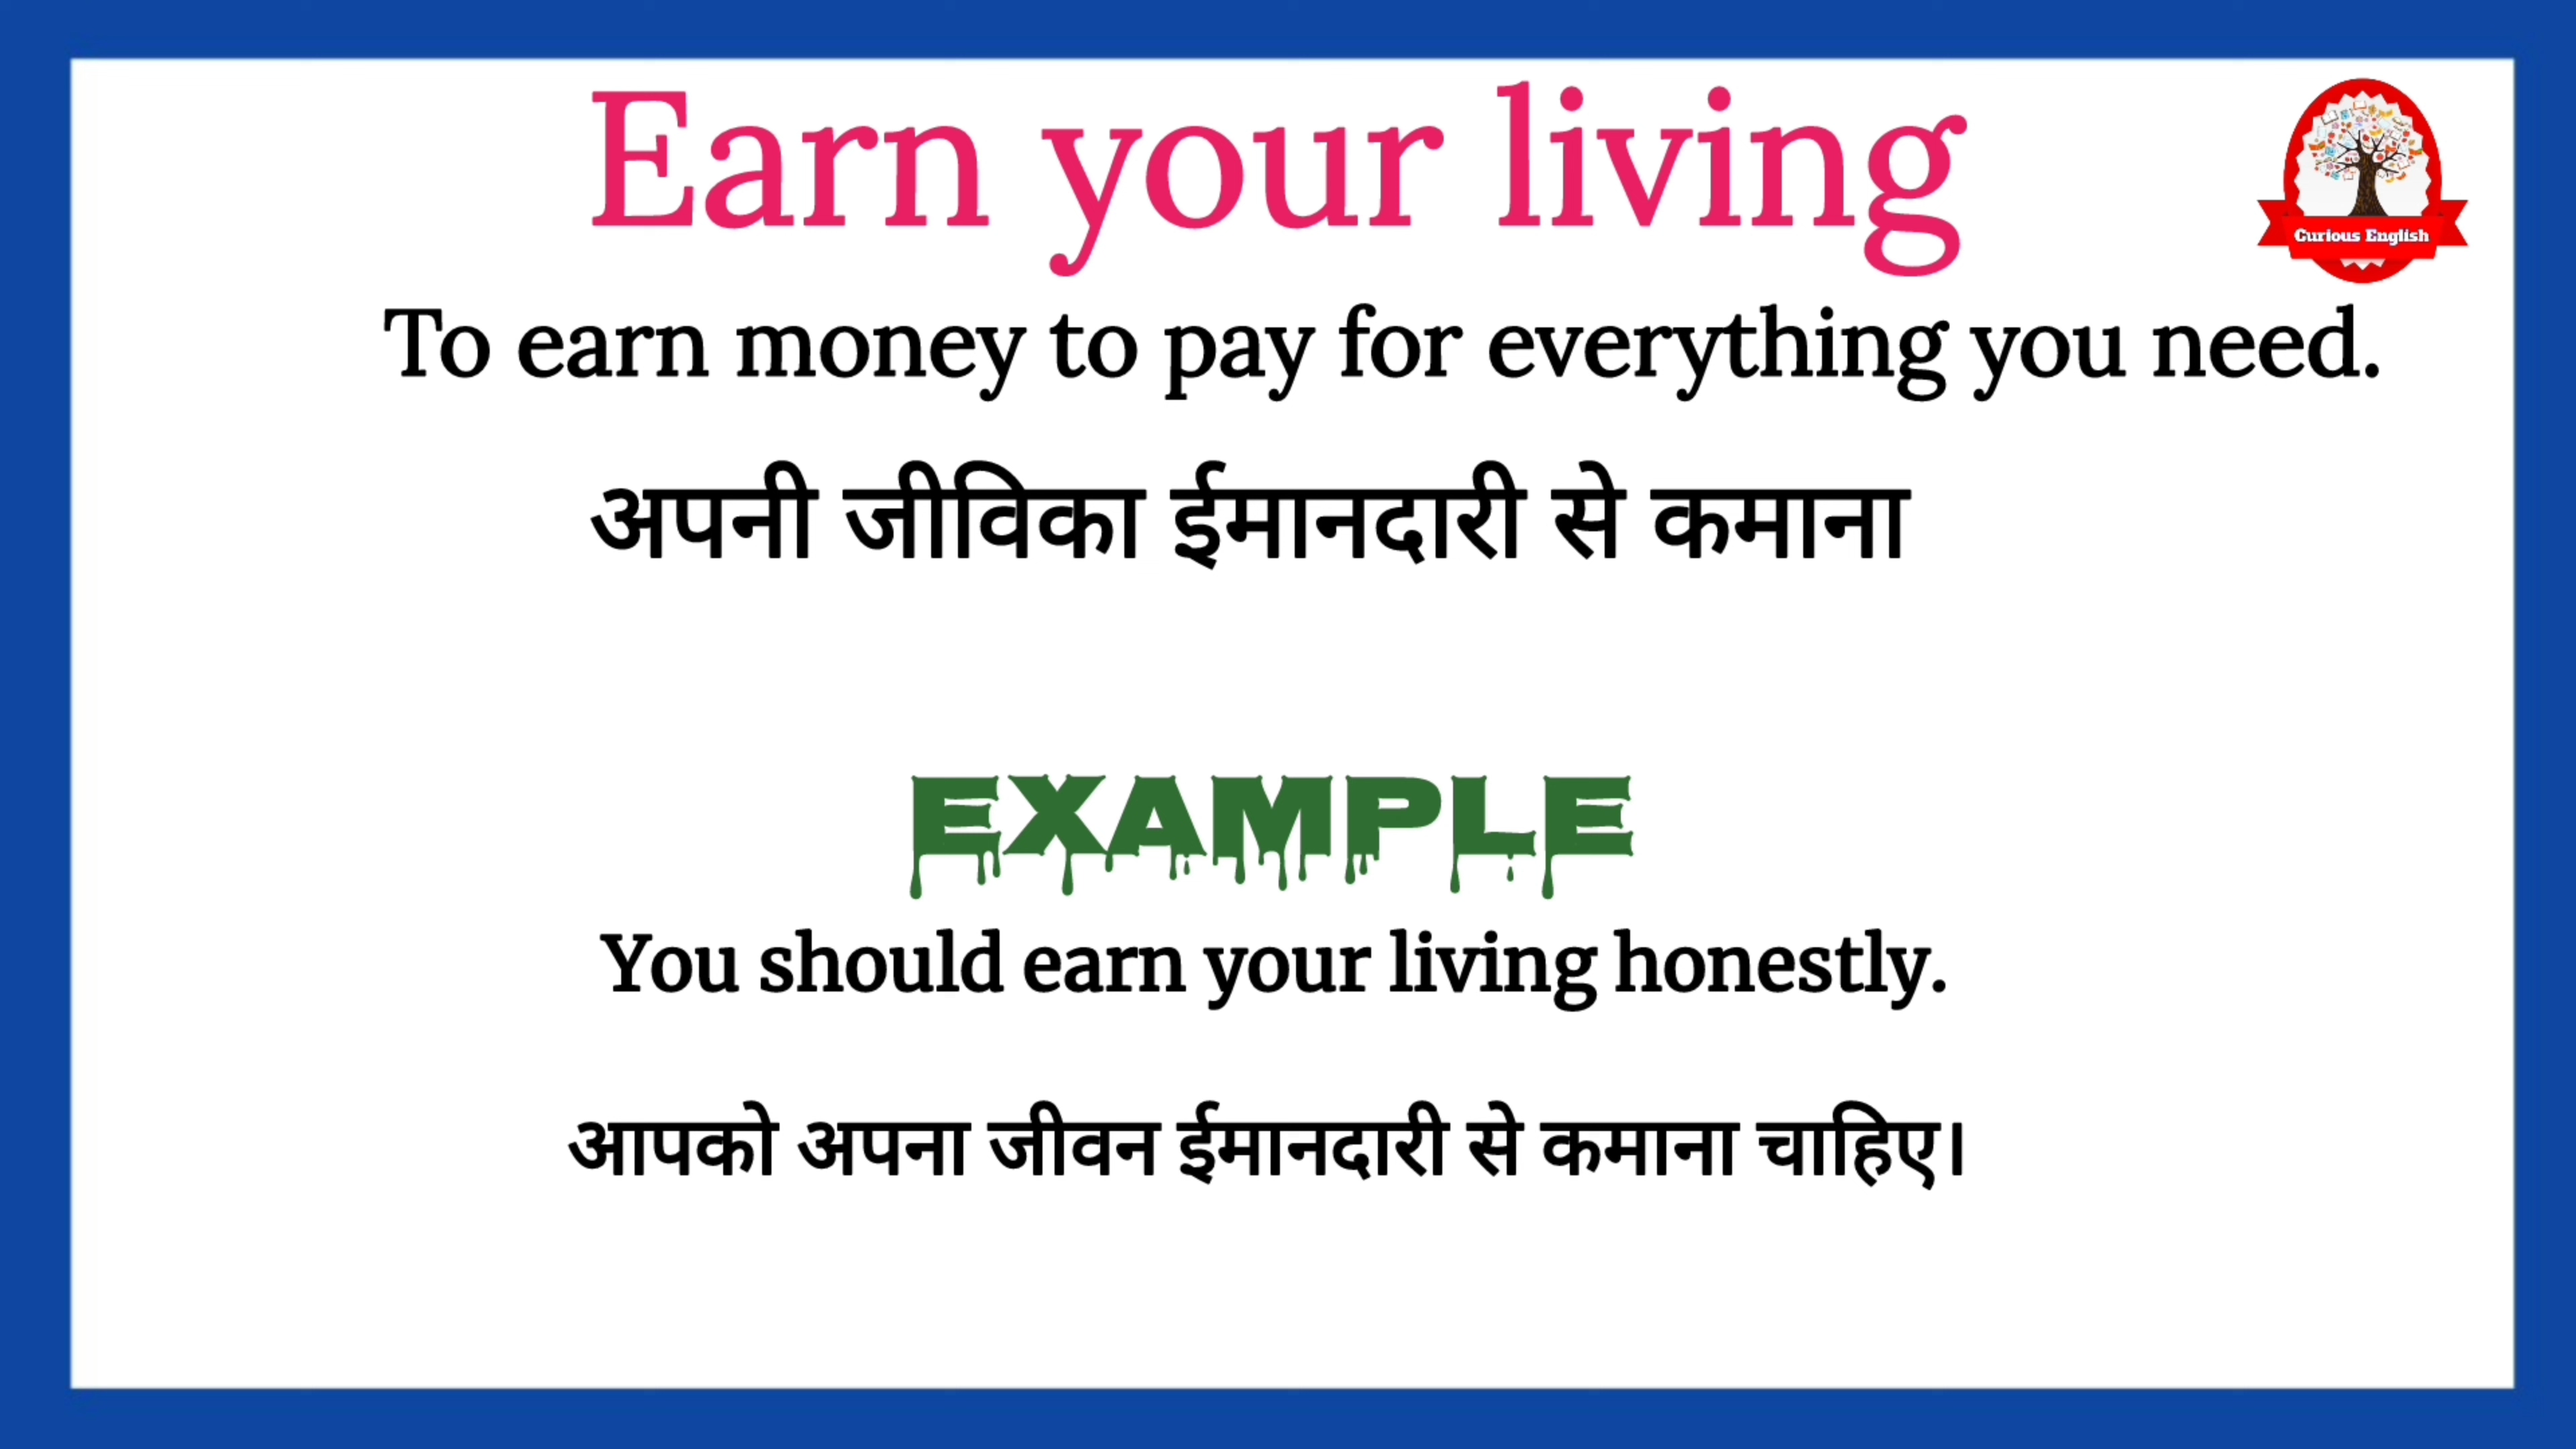 Earn your living
Curious English
To earn money to pay for everything you need.
अपनी जीविका ईमानदारी से कमाना
EXAMPLE
You should earn your living honestly.
आपको अपना जीवन ईमानदारी से कमाना चाहिए।